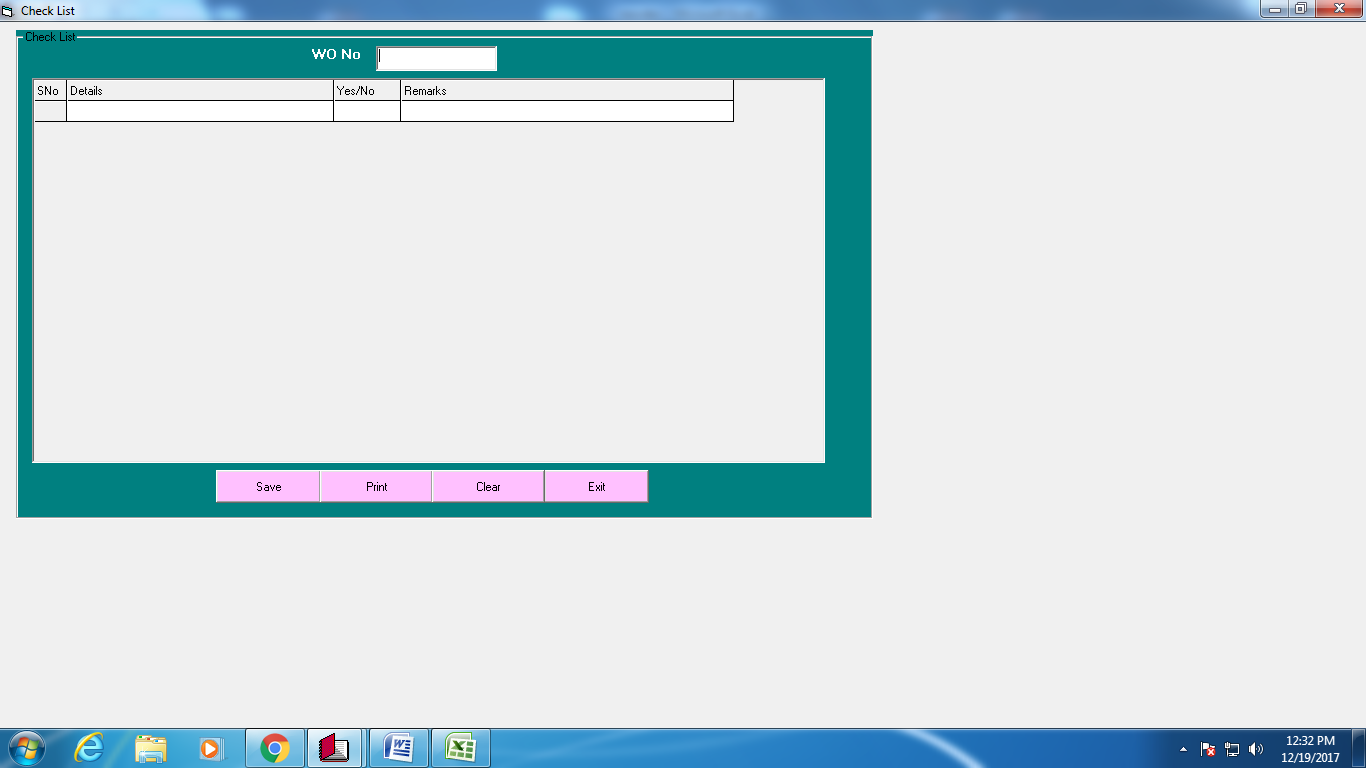 Check List
Check List
WO No
SNo Details Yes/No Remarks
Save Print Clear Exit
12:32 PM
12/19/2017